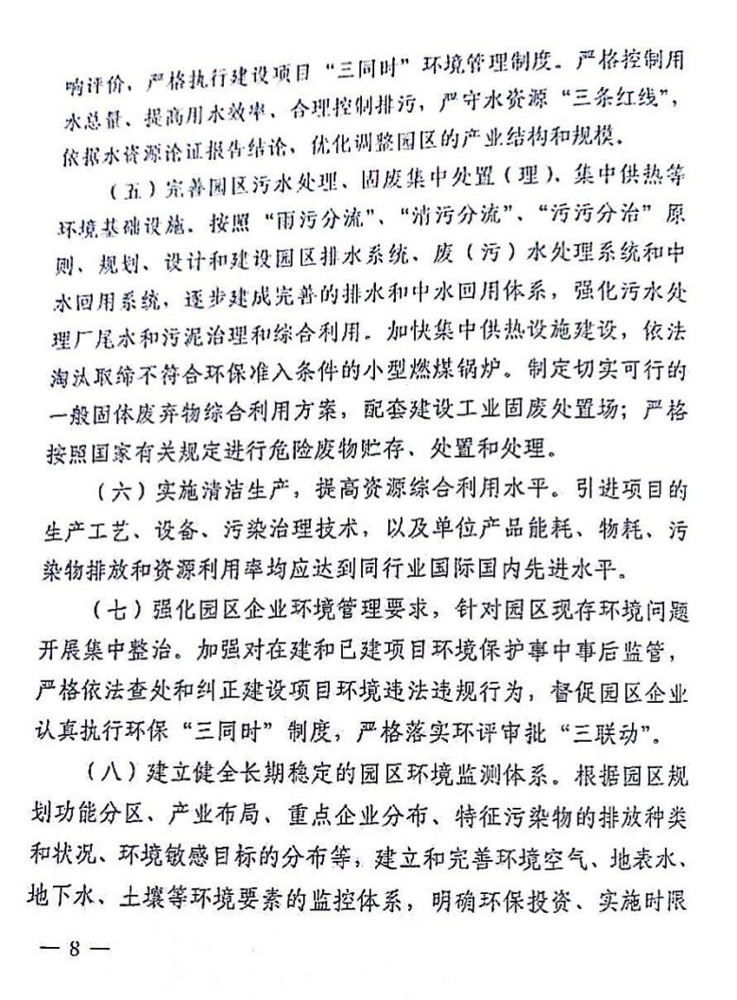 响评价，严格执行建设项目“三同时”环境管理制度。严格控制用
水总量、提高用水效率、合理控制排污，严守水资源“三条红线”，
依据水资源论证报告结论，优化调整园区的产业结构和规模。
（五）完善园区污水处理、固废集中处置（理）、集中供热等
环境基础设施。按照“雨污分流”、“清污分流”、“污污分治”原
则，规划、设计和建设园区排水系统、废（污）水处理系统和中
水回用系统，逐步建成完善的排水和中水回用体系，强化污水处
理厂尾水和污泥治理和综合利用。加快集中供热设施建设，依法
淘汰取缔不符合环保准入条件的小型燃煤锅炉。制定切实可行的
一般固体废弃物综合利用方案，配套建设工业固废处置场；严格
按照国家有关规定进行危险废物贮存、处置和处理。
（六）实施清洁生产，提高资源综合利用水平。引进项目的
生产工艺、设备、污染治理技术，以及单位产品能耗、物耗、污
染物排放和资源利用率均应达到同行业国际国内先进水平。
（七）强化园区企业环境管理要求，针对园区现存环境问题
开展集中整治。加强对在建和已建项目环境保护事中事后监管，
严格依法查处和纠正建设项目环境违法违规行为，督促园区企业
认真执行环保“三同时”制度，严格落实环评审批“三联动”。
（八）建立健全长期稳定的园区环境监测体系。根据园区规
划功能分区、产业布局、重点企业分布、特征污染物的排放种类
和状况、环境敏感目标的分布等，建立和完善环境空气、地表水、
地下水、土壤等环境要素的监控体系，明确环保投资、实施时限
— 8 —